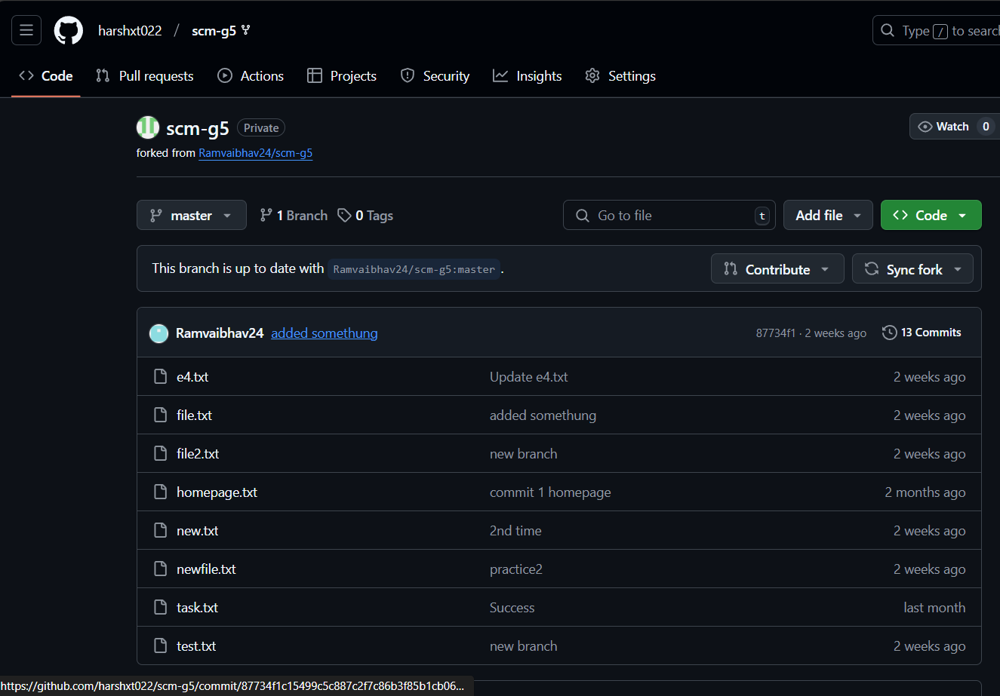 harshxt022 / scm-g5
Type / to search
Code Pull requests Actions Projects Security Insights Settings
scm-g5 Private
Watch 0
forked from Ramvaibhav24/scm-g5
master 1 Branch 0 Tags Go to file t Add file Code
This branch is up to date with Ramvaibhav24/scm-g5:master . Contribute Sync fork
Ramvaibhav24 added somethung 87734f1 · 2 weeks ago 13 Commits
e4.txt Update e4.txt 2 weeks ago
file.txt added somethung 2 weeks ago
file2.txt new branch 2 weeks ago
homepage.txt commit 1 homepage 2 months ago
new.txt 2nd time 2 weeks ago
newfile.txt practice2 2 weeks ago
task.txt Success last month
test.txt new branch 2 weeks ago
https://github.com/harshxt022/scm-g5/commit/87734f1c15499c5c887c2f7c86b3f85b1cb06...